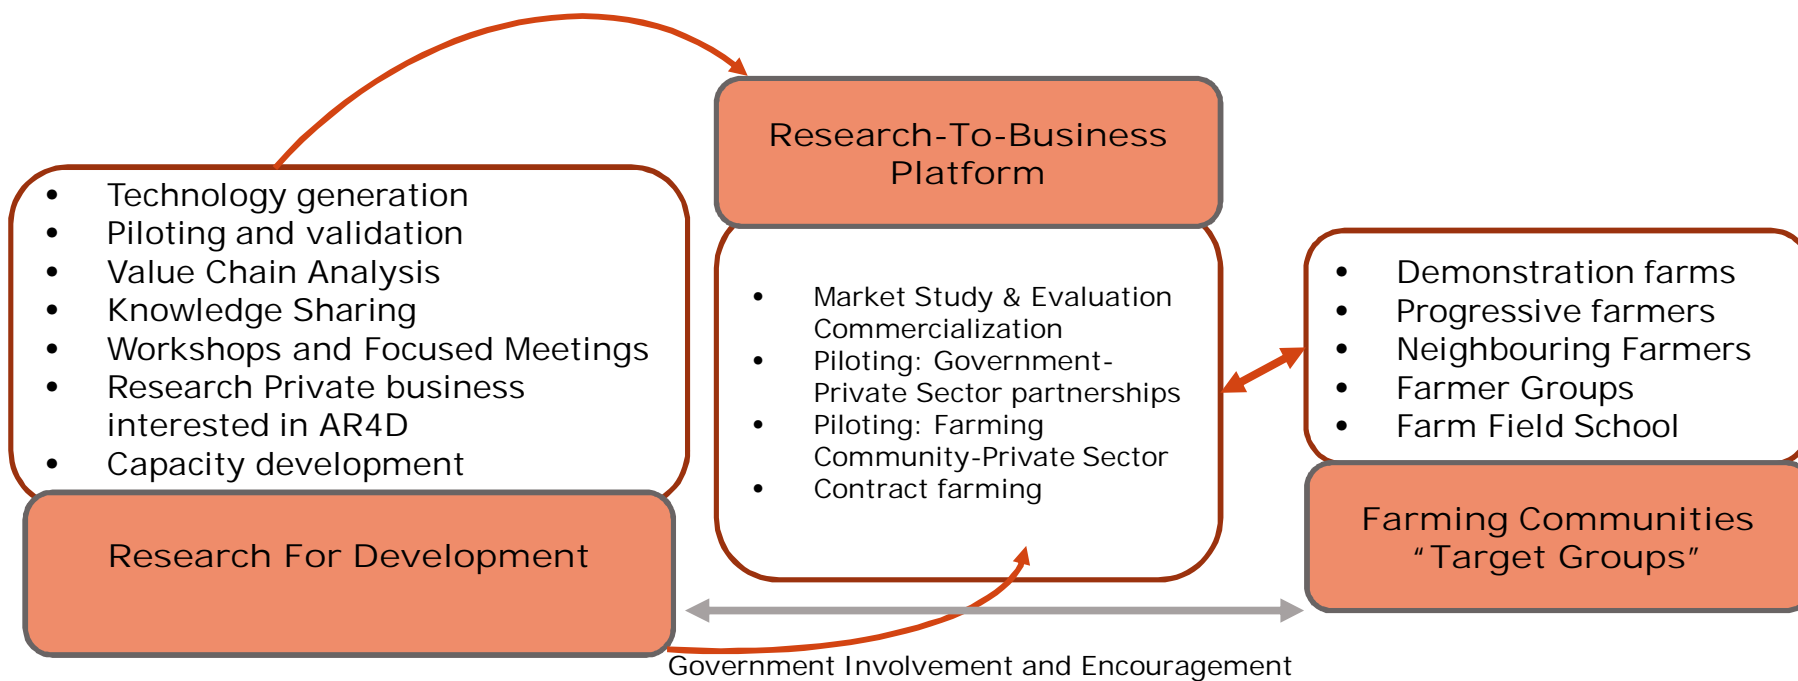 • Technology generation
• Piloting and validation
• Value Chain Analysis
• Knowledge Sharing
• Workshops and Focused Meetings
• Research Private business
interested in AR4D
• Capacity development
Research For Development
Research-To-Business
Platform
• Market Study & Evaluation
Commercialization
• Piloting: Government-
Private Sector partnerships
• Piloting: Farming
Community-Private Sector
• Contract farming
• Demonstration farms
• Progressive farmers
• Neighbouring Farmers
• Farmer Groups
• Farm Field School
Farming Communities
“Target Groups”
Government Involvement and Encouragement